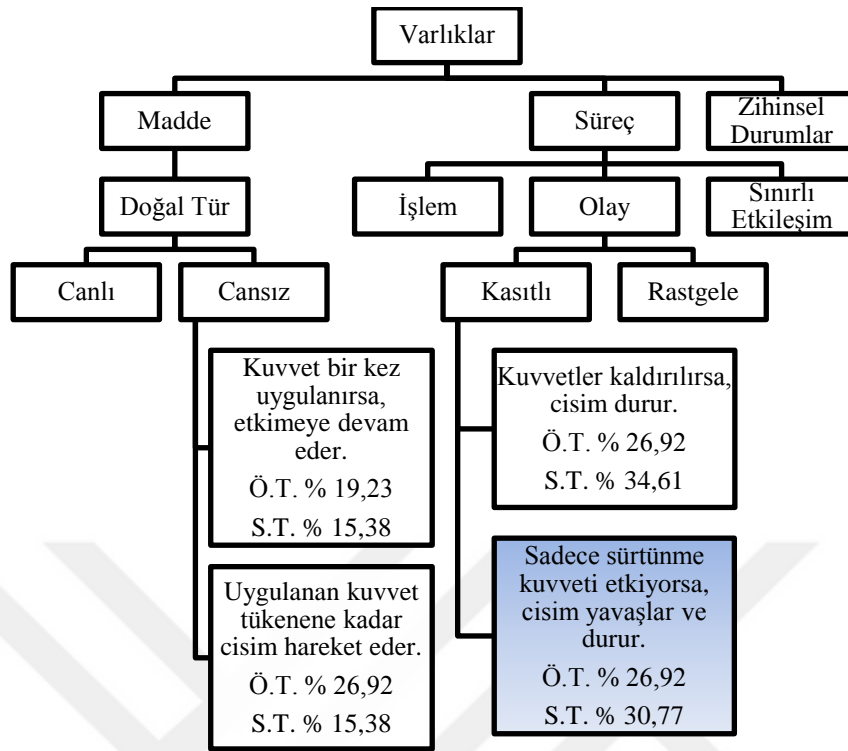 Varlıklar
Madde
Süreç
Zihinsel
Durumlar
Doğal Tür
İşlem
Olay
Sınırlı
Etkileşim
Canlı
Cansız
Kasıtlı
Rastgele
Kuvvet bir kez
uygulanırsa,
etkimeye devam
eder.
Ö.T. % 19,23
S.T. % 15,38
Kuvvetler kaldırılırsa,
cisim durur.
Ö.T. % 26,92
S.T. % 34,61
Uygulanan kuvvet
tükenene kadar
cisim hareket eder.
Ö.T. % 26,92
S.T. % 15,38
Sadece sürtünme
kuvveti etkiyorsa,
cisim yavaşlar ve
durur.
Ö.T. % 26,92
S.T. % 30,77